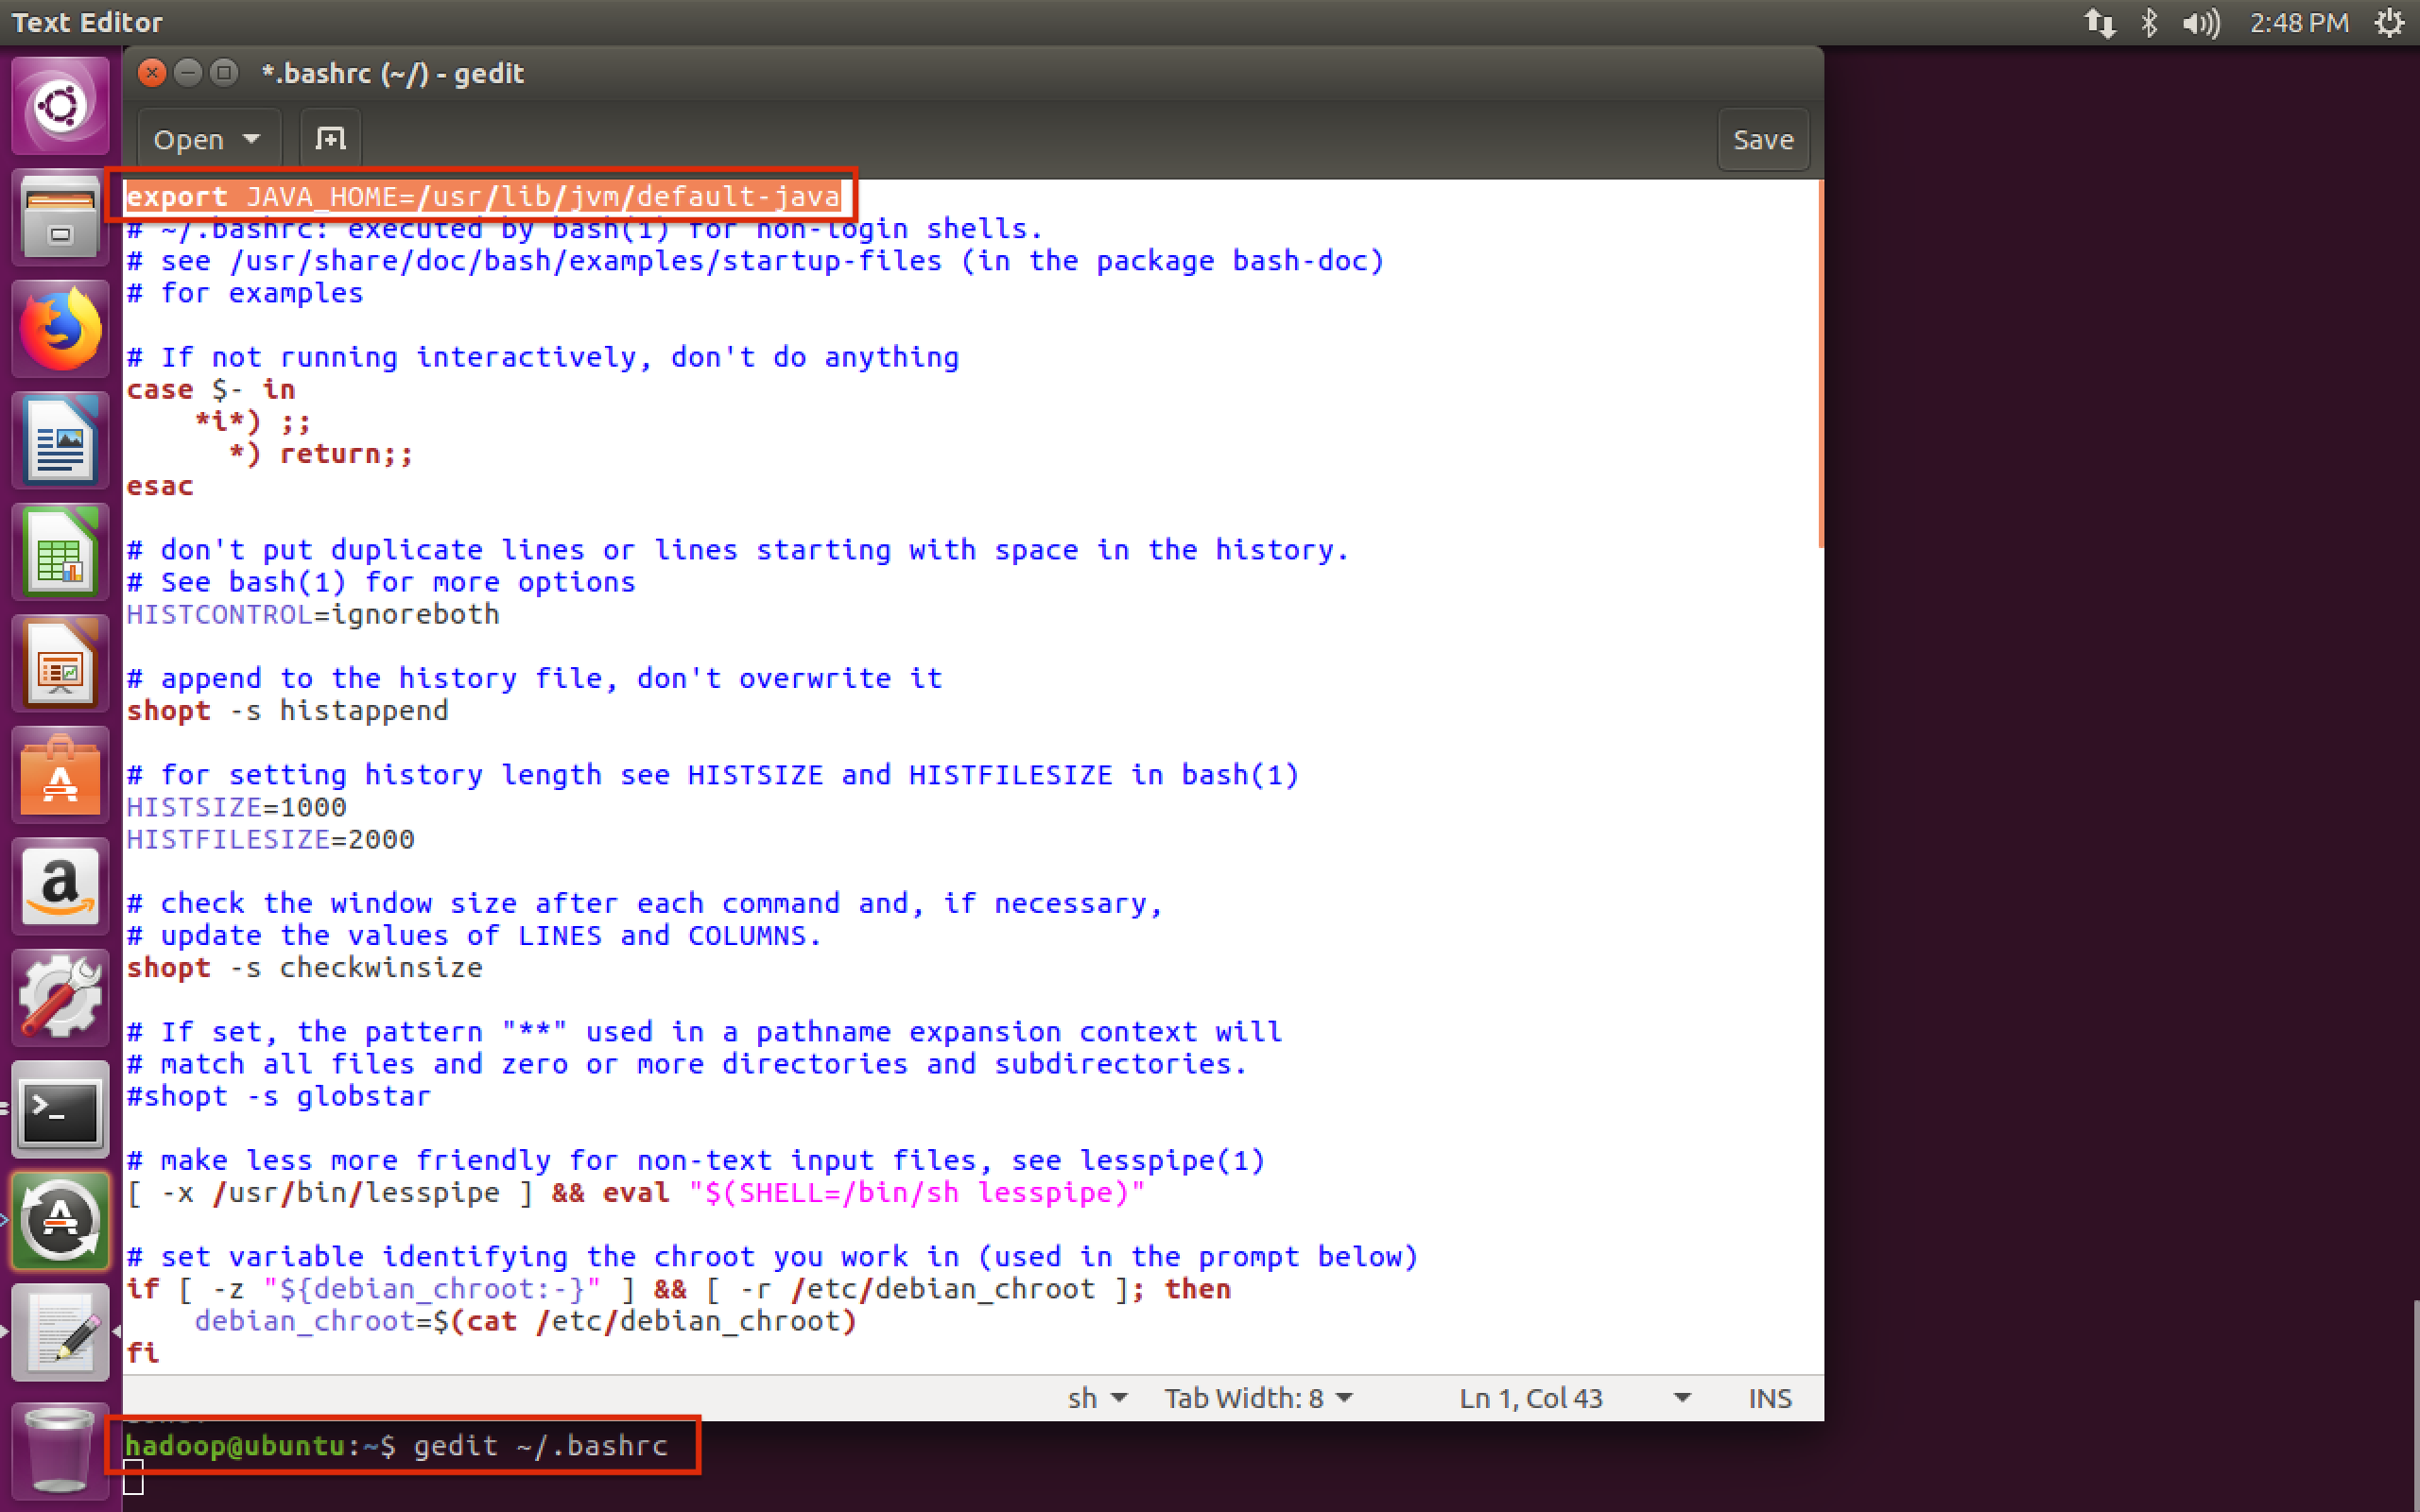 Text Editor
2:48 PM
*.bashrc (~/) - gedit
Open
Save
export JAVA_HOME=/usr/lib/jvm/default-java
# ~/.bashrc: executed by bash(1) for non-login shells.
# see /usr/share/doc/bash/examples/startup-files (in the package bash-doc)
# for examples

# If not running interactively, don't do anything
case $- in
    *i*) ;;
      *) return;;
esac

# don't put duplicate lines or lines starting with space in the history.
# See bash(1) for more options
HISTCONTROL=ignoreboth

# append to the history file, don't overwrite it
shopt -s histappend

# for setting history length see HISTSIZE and HISTFILESIZE in bash(1)
HISTSIZE=1000
HISTFILESIZE=2000

# check the window size after each command and, if necessary,
# update the values of LINES and COLUMNS.
shopt -s checkwinsize

# If set, the pattern "**" used in a pathname expansion context will
# match all files and zero or more directories and subdirectories.
#shopt -s globstar

# make less more friendly for non-text input files, see lesspipe(1)
[ -x /usr/bin/lesspipe ] && eval "$(SHELL=/bin/sh lesspipe)"

# set variable identifying the chroot you work in (used in the prompt below)
if [ -z "${debian_chroot:-}" ] && [ -r /etc/debian_chroot ]; then
    debian_chroot=$(cat /etc/debian_chroot)
fi
sh Tab Width: 8 Ln 1, Col 43 INS
hadoop@ubuntu:~$ gedit ~/.bashrc